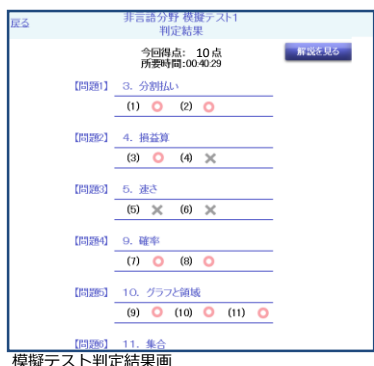 戻る
非言語分野 模擬テスト1
判定結果
今回得点: 10 点
所要時間:00:40:29
解説を見る
【問題1】 3. 分割払い
(1) ○ (2) ○
【問題2】 4. 損益算
(3) ○ (4) ×
【問題3】 5. 速さ
(5) × (6) ×
【問題4】 9. 確率
(7) ○ (8) ○
【問題5】 10. グラフと領域
(9) ○ (10) ○ (11) ○
【問題6】 11. 集合
模擬テスト判定結果画